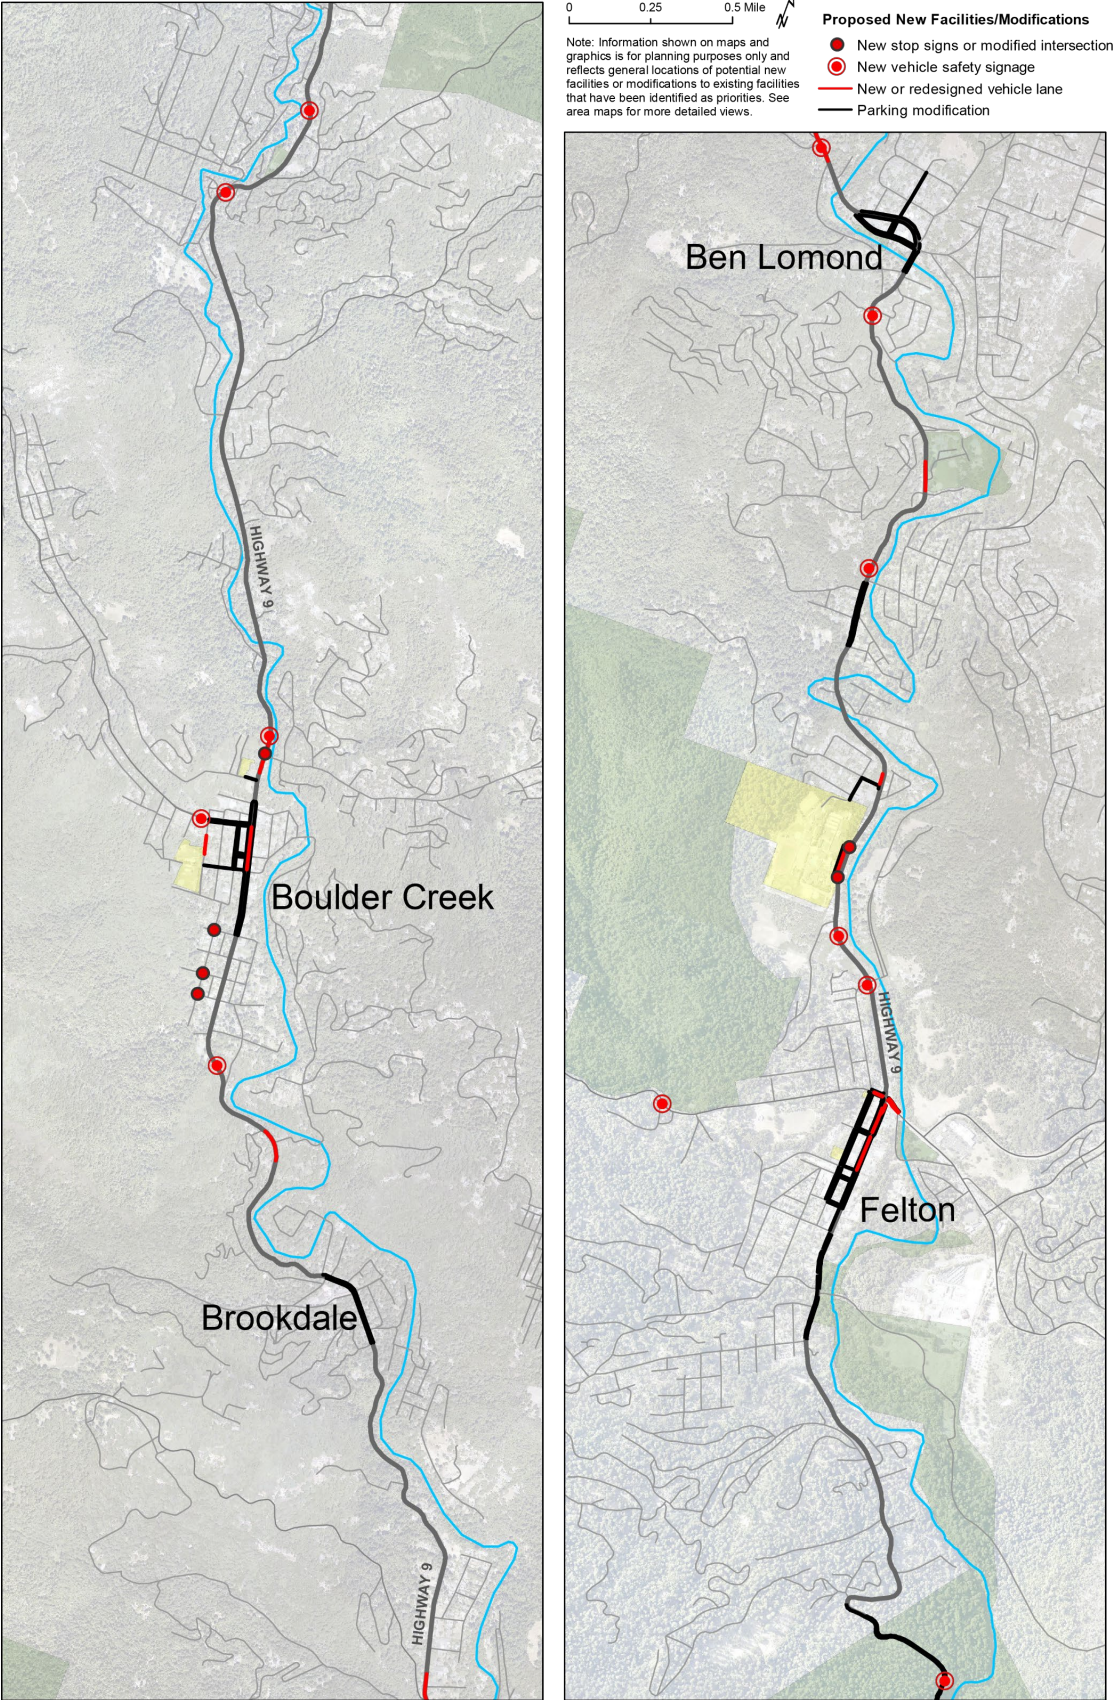 0 0.25 0.5 Mile
Note: Information shown on maps and
graphics is for planning purposes only and
reflects general locations of potential new
facilities or modifications to existing facilities
that have been identified as priorities. See
area maps for more detailed views.
Proposed New Facilities/Modifications
New stop signs or modified intersection
New vehicle safety signage
New or redesigned vehicle lane
Parking modification
HIGHWAY 9
Boulder Creek
Brookdale
HIGHWAY 9
Ben Lomond
HIGHWAY 9
Felton